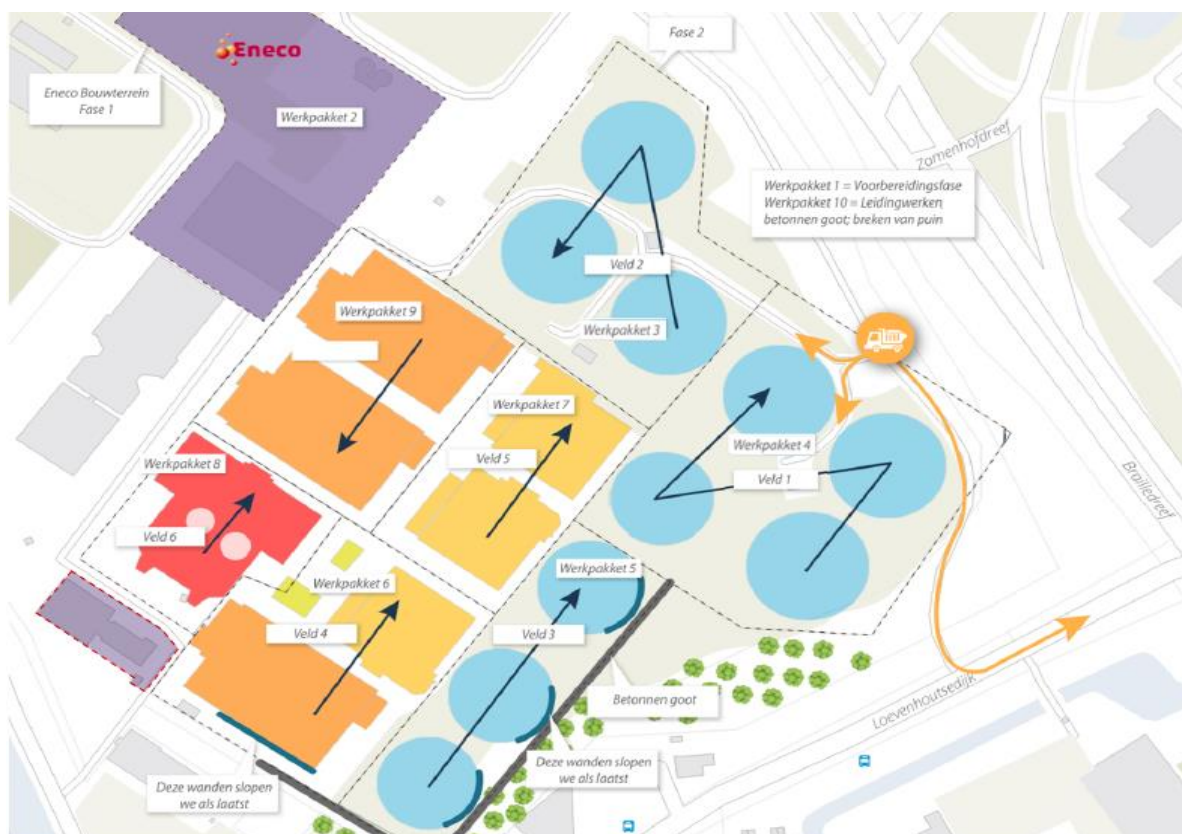 Eneco
Fase 2
Eneco Bouwterrein
Fase 1
Werkpakket 2
Zamenhofdreef
Werkpakket 1 = Voorbereidingsfase
Werkpakket 10 = Leidingwerken
betonnen goot; breken van puin
Veld 2
Werkpakket 9
Werkpakket 3
Werkpakket 7
Werkpakket 4
Veld 5
Werkpakket 8
Veld 1
Brailledreef
Veld 6
Werkpakket 5
Werkpakket 6
Veld 4
Veld 3
Betonnen goot
Loevenhoutsedijk
Deze wanden slopen
we als laatst
Deze wanden slopen
we als laatst